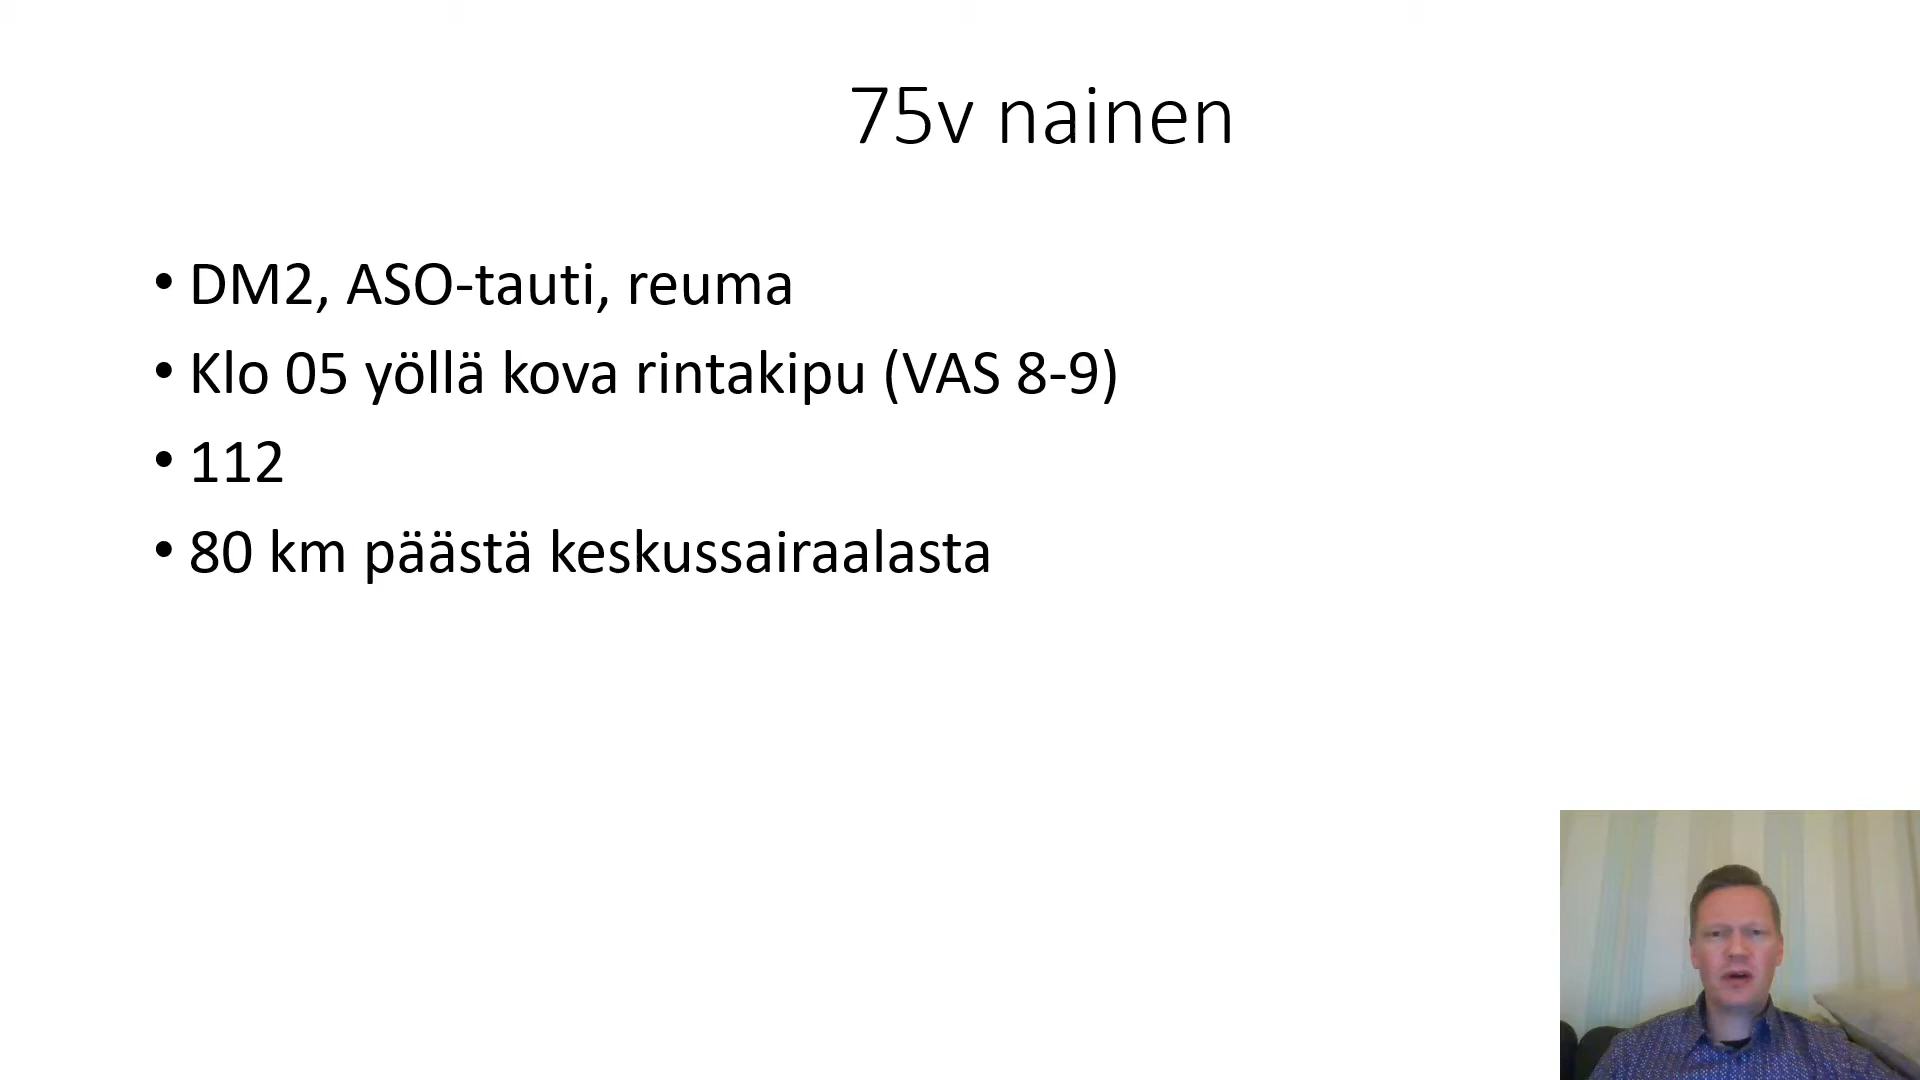 75v nainen
• DM2, ASO-tauti, reuma
• Klo 05 yöllä kova rintakipu (VAS 8-9)
• 112
• 80 km päästä keskussairaalasta